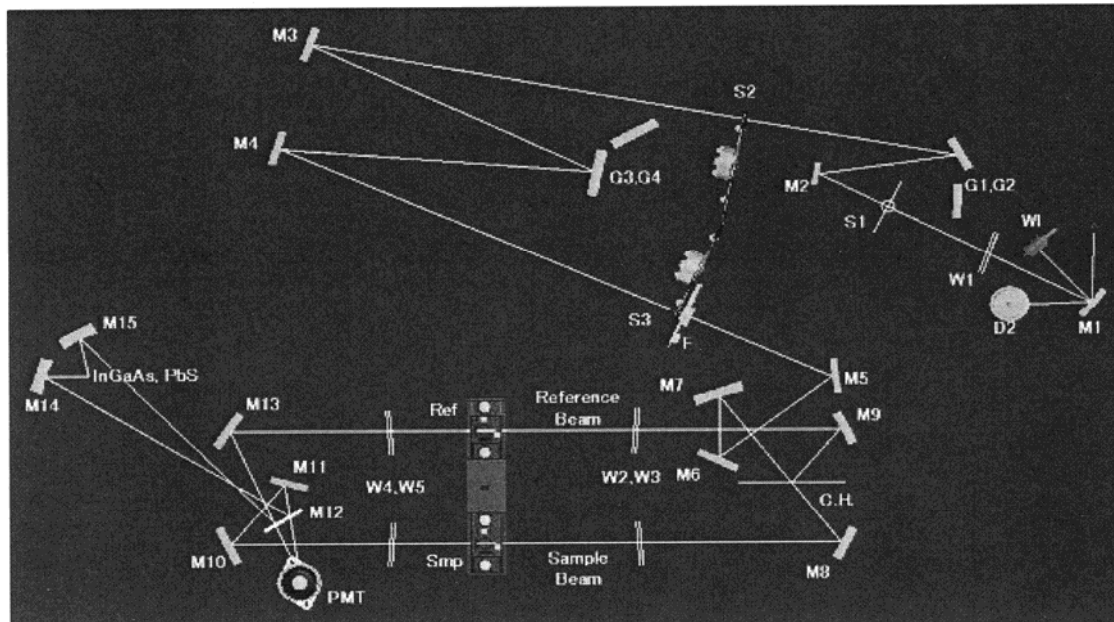 M3
S2
M4
G3,G4
M2
G1,G2
S1
WI
W1
D2
M1
S3
F
M15
InGaAs, PbS
M14
M13
Ref
Reference
Beam
M7
M5
M9
M11
W4,W5
W2,W3
M6
C.H.
M12
M10
Smp
Sample
Beam
M8
PMT